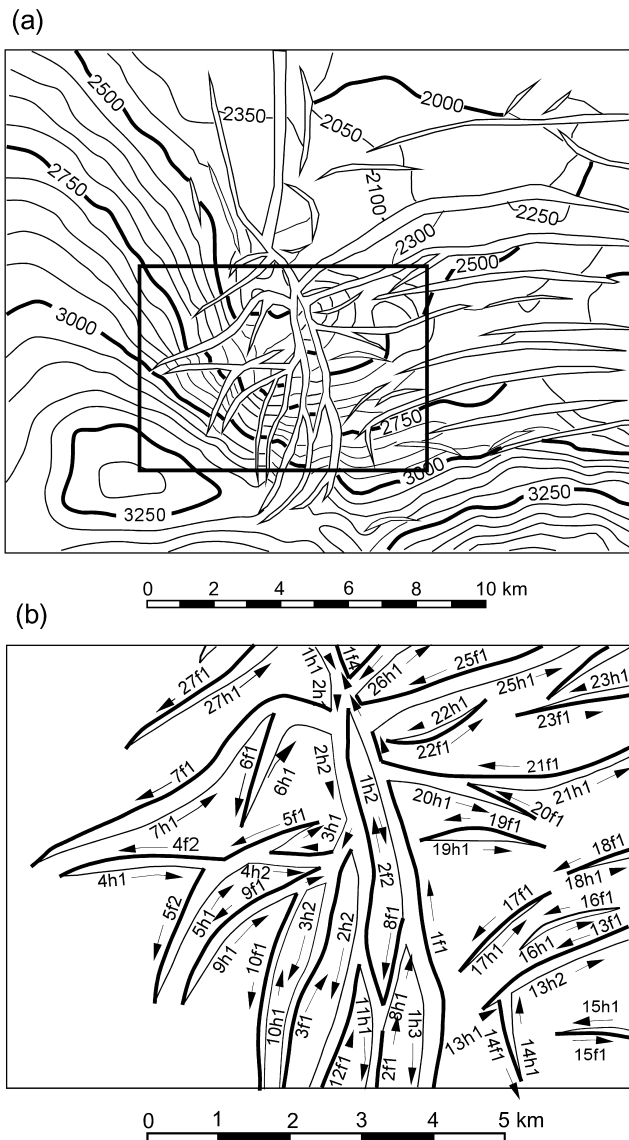 (a)
2500
2350
2000
2050
2750
2100
2250
2300
2500
3000
2750
3000
3250
3250
0 2 4 6 8 10 km
(b)
1h1
2h
1f4
26h1
25f1
25h1
27f1
27h1
23h1
23f1
22h1
22f1
7f1
6f1
6h1
2h2
1h2
21f1
21h1
7h1
5f1
3h1
20h1
20f1
19f1
19h1
4f2
4h1
4h2
9f1
5h1
5f2
9h1
3h2
2h2
2f2
8f1
1f1
18f1
18h1
17f1
17h1
16f1
16h1
13f1
13h2
10f1
10h1
3f1
11h1
12f1
8h1
2f1
1h3
13h1
14f1
14h1
15h1
15f1
0 1 2 3 4 5 km